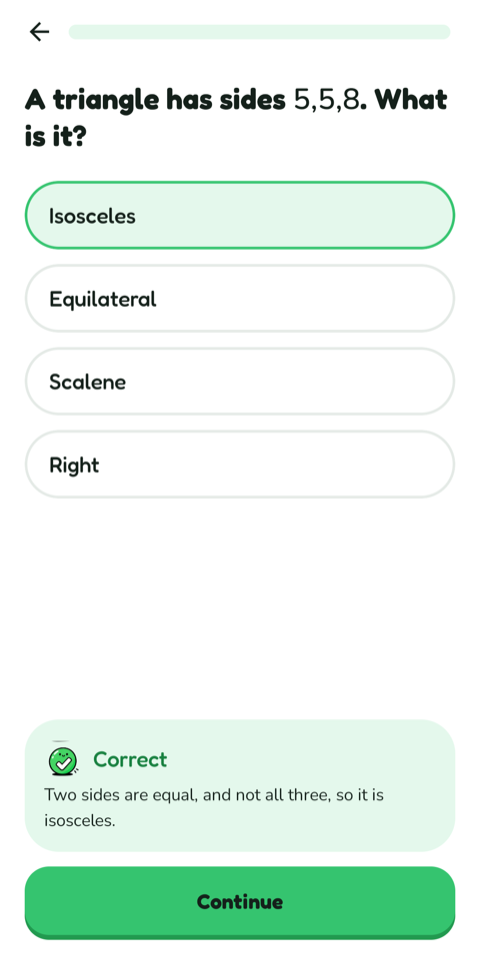 A triangle has sides 5,5,8. What
is it?
Isosceles
Equilateral
Scalene
Right
Correct
Two sides are equal, and not all three, so it is
isosceles.
Continue